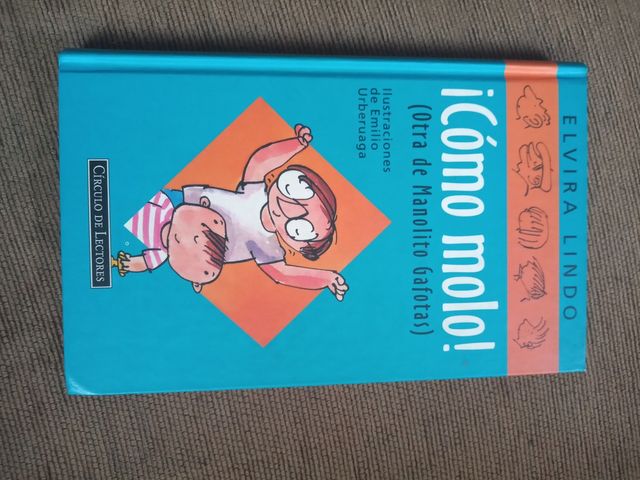 ELVIRA LINDO
¡Cómo molo!
(Otra de Manolito Gafotas)
Ilustraciones
de Emilio
Urberuaga
CÍRCULO DE LECTORES